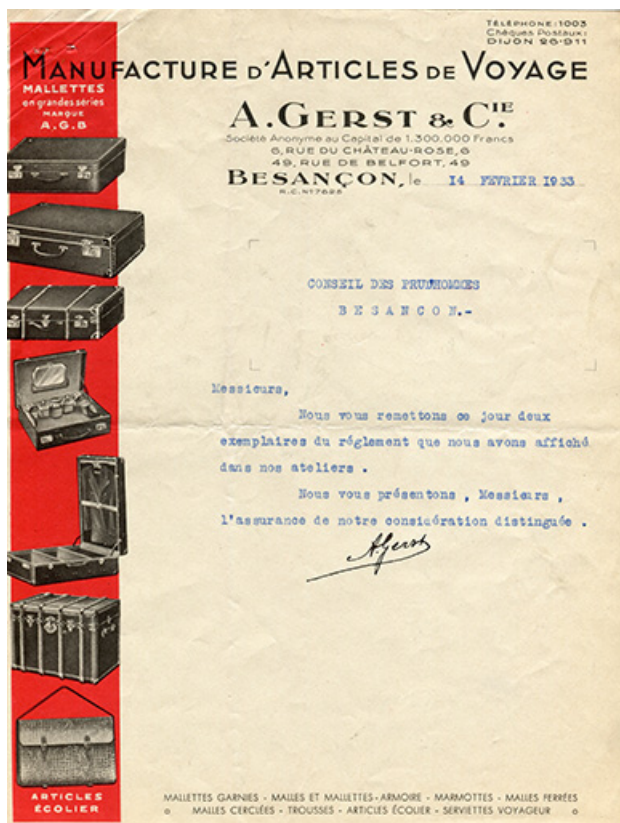 TÉLÉPHONE: 1003
Chèques Postaux:
DIJON 26-911
MANUFACTURE D'ARTICLES DE VOYAGE
MALLETTES
en grandes séries
MARQUE
A.G.B
A. GERST & CIE.
Société Anonyme au Capital de 1.300.000 Francs
6, RUE DU CHÂTEAU-ROSE, 6
49, RUE DE BELFORT, 49
BESANÇON, le 14 FEVRIER 1933
R.C. Nº 7625
CONSEIL DES PRUDHOMMES
BESANCON.-
Messieurs,
Nous vous remettons ce jour deux
exemplaires du réglement que nous avons affiché
dans nos ateliers .
Nous vous présentons , Messieurs ,
l'assurance de notre considération distinguée .
A Gerst
ARTICLES
ÉCOLIER
MALLETTES GARNIES - MALLES ET MALLETTES-ARMOIRE - MARMOTTES - MALLES FERRÉES
MALLES CERCLÉES - TROUSSES - ARTICLES ÉCOLIER - SERVIETTES VOYAGEUR